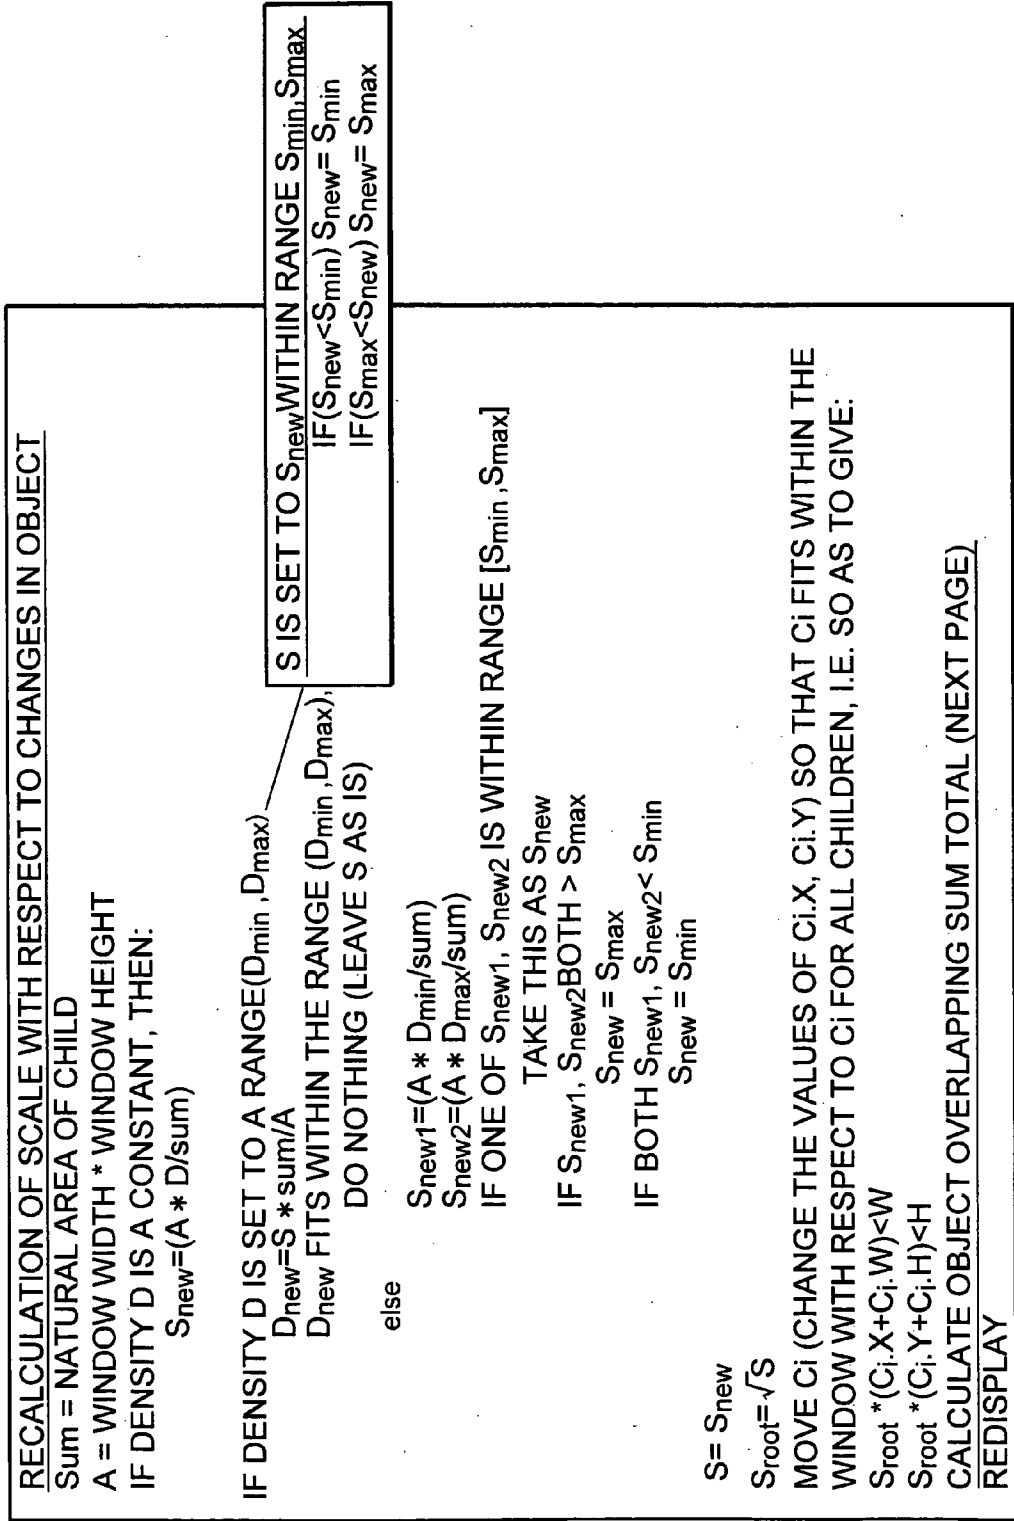 RECALCULATION OF SCALE WITH RESPECT TO CHANGES IN OBJECT
Sum = NATURAL AREA OF CHILD
A = WINDOW WIDTH * WINDOW HEIGHT
IF DENSITY D IS A CONSTANT, THEN:
Snew=(A * D/sum)
IF DENSITY D IS SET TO A RANGE(Dmin ,Dmax)
Dnew=S * sum/A
Dnew FITS WITHIN THE RANGE (Dmin ,Dmax),
DO NOTHING (LEAVE S AS IS)
else
Snew1=(A * Dmin/sum)
Snew2=(A * Dmax/sum)
IF ONE OF Snew1, Snew2 IS WITHIN RANGE [Smin ,Smax]
TAKE THIS AS Snew
IF Snew1, Snew2BOTH > Smax
Snew = Smax
IF BOTH Snew1, Snew2< Smin
Snew = Smin
S= Snew
Sroot=√S
MOVE Ci (CHANGE THE VALUES OF Ci.X, Ci.Y) SO THAT Ci FITS WITHIN THE
WINDOW WITH RESPECT TO Ci FOR ALL CHILDREN, I.E. SO AS TO GIVE:
Sroot *(Ci.X+Ci.W)<W
Sroot *(Ci.Y+Ci.H)<H
CALCULATE OBJECT OVERLAPPING SUM TOTAL (NEXT PAGE)
REDISPLAY
S IS SET TO SnewWITHIN RANGE Smin,Smax
IF(Snew<Smin) Snew= Smin
IF(Smax<Snew) Snew= Smax